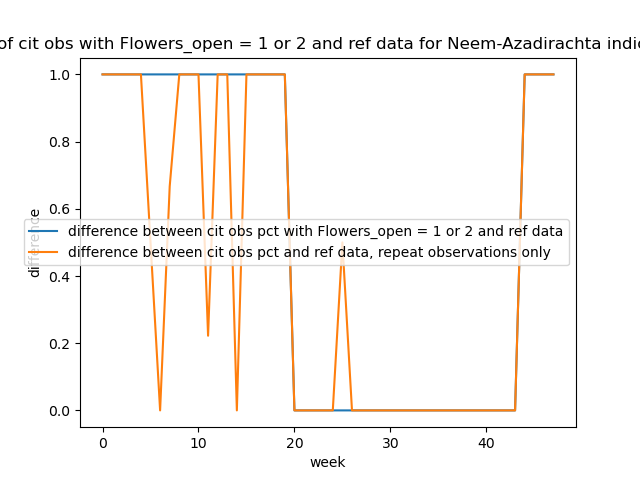 of cit obs with Flowers_open = 1 or 2 and ref data for Neem-Azadirachta indic
1.0
0.8
0.6
0.4
0.2
0.0
difference
difference between cit obs pct with Flowers_open = 1 or 2 and ref data
difference between cit obs pct and ref data, repeat observations only
0 10 20 30 40
week